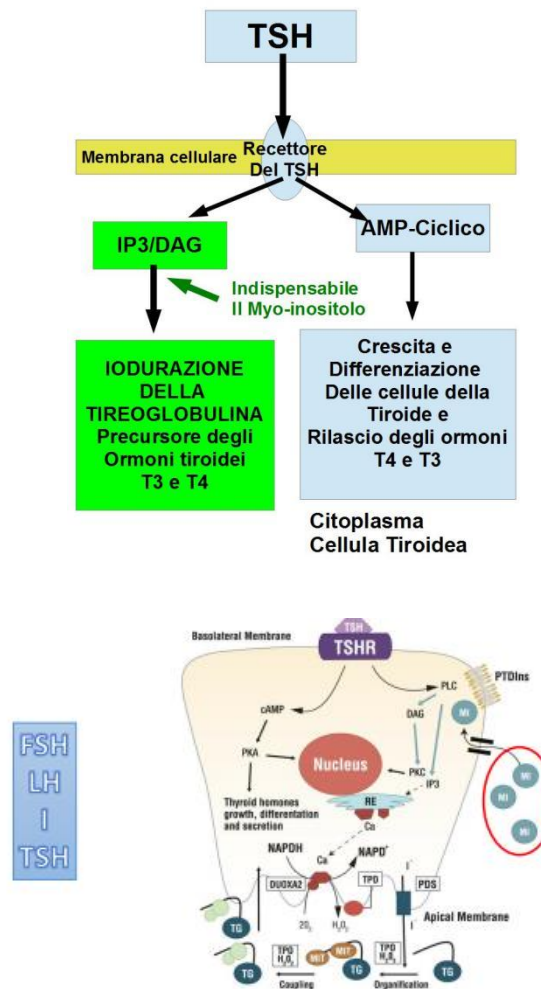 TSH
Membrana cellulare
Recettore
Del TSH
IP3/DAG
AMP-Ciclico
Indispensabile
Il Myo-inositolo
IODURAZIONE
DELLA
TIREOGLOBULINA
Precursore degli
Ormoni tiroidei
T3 e T4
Crescita e
Differenziazione
Delle cellule della
Tiroide e
Rilascio degli ormoni
T4 e T3
Citoplasma
Cellula Tiroidea
FSH
LH
I
TSH
Basolateral Membrane
TSH
TSHR
PTDIns
PLC
cAMP
DAG
MI
PKA
Nucleus
PKC
IP3
MI
MI
MI
RE
Ca
Thyroid homones
growth, differentiation
and secretion
NAPDH
Ca
NAPD+
I-
DUOXA2
TPO
PDS
2O2
H2O2
I-
Apical Membrane
TG
TG
TPO
H2O2
Coupling
MIT
MIT
TG
TPO
H2O2
Organification
TG